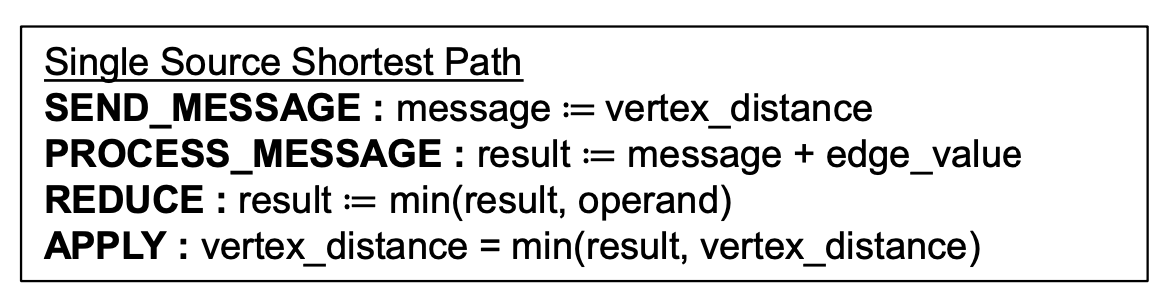 Single Source Shortest Path
SEND_MESSAGE : message ≔ vertex_distance
PROCESS_MESSAGE : result ≔ message + edge_value
REDUCE : result ≔ min(result, operand)
APPLY : vertex_distance = min(result, vertex_distance)